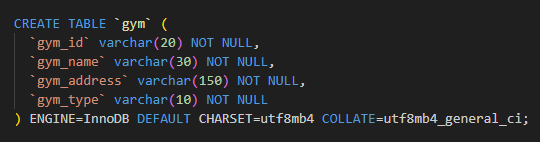 CREATE TABLE `gym` (
  `gym_id` varchar(20) NOT NULL,
  `gym_name` varchar(30) NOT NULL,
  `gym_address` varchar(150) NOT NULL,
  `gym_type` varchar(10) NOT NULL
) ENGINE=InnoDB DEFAULT CHARSET=utf8mb4 COLLATE=utf8mb4_general_ci;